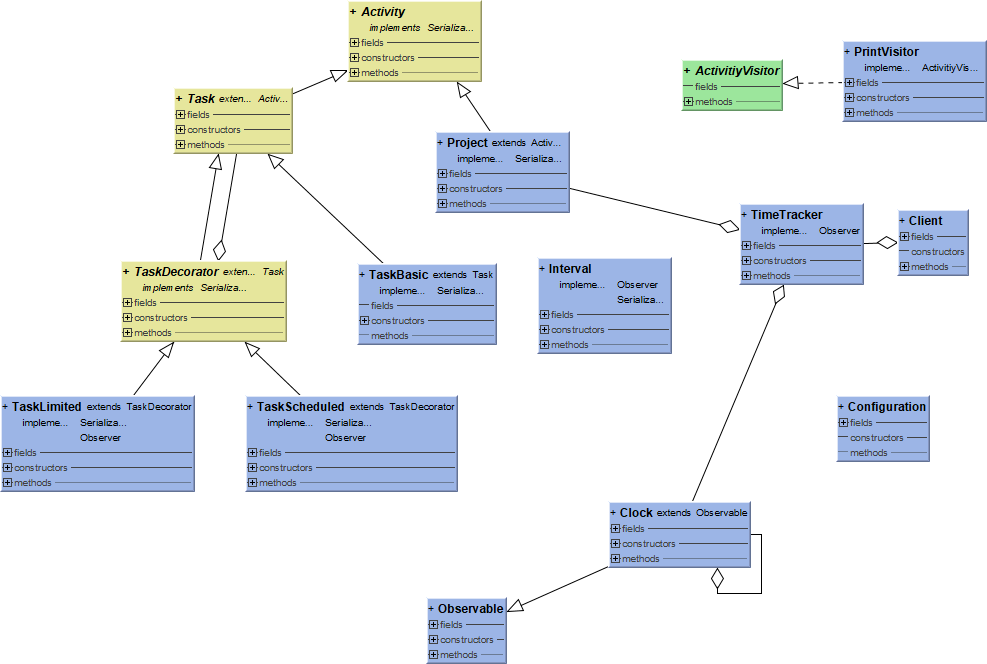 + Activity
implements Serializa...
fields
constructors
methods
+ Task exten... Activ...
fields
constructors
methods
+ Project extends Activ...
impleme... Serializa...
fields
constructors
methods
+ ActivitiyVisitor
fields
methods
+ PrintVisitor
impleme... ActivitiyVis...
fields
constructors
methods
+ TimeTracker
impleme... Observer
fields
constructors
methods
+ Client
fields
constructors
methods
+ TaskDecorator exten... Task
implements Serializa...
fields
constructors
methods
+ TaskBasic extends Task
impleme... Serializa...
fields
constructors
methods
+ Interval
impleme... Observer
Serializa...
fields
constructors
methods
+ TaskLimited extends TaskDecorator
impleme... Serializa...
Observer
fields
constructors
methods
+ TaskScheduled extends TaskDecorator
impleme... Serializa...
Observer
fields
constructors
methods
+ Configuration
fields
constructors
methods
+ Clock extends Observable
fields
constructors
methods
+ Observable
fields
constructors
methods